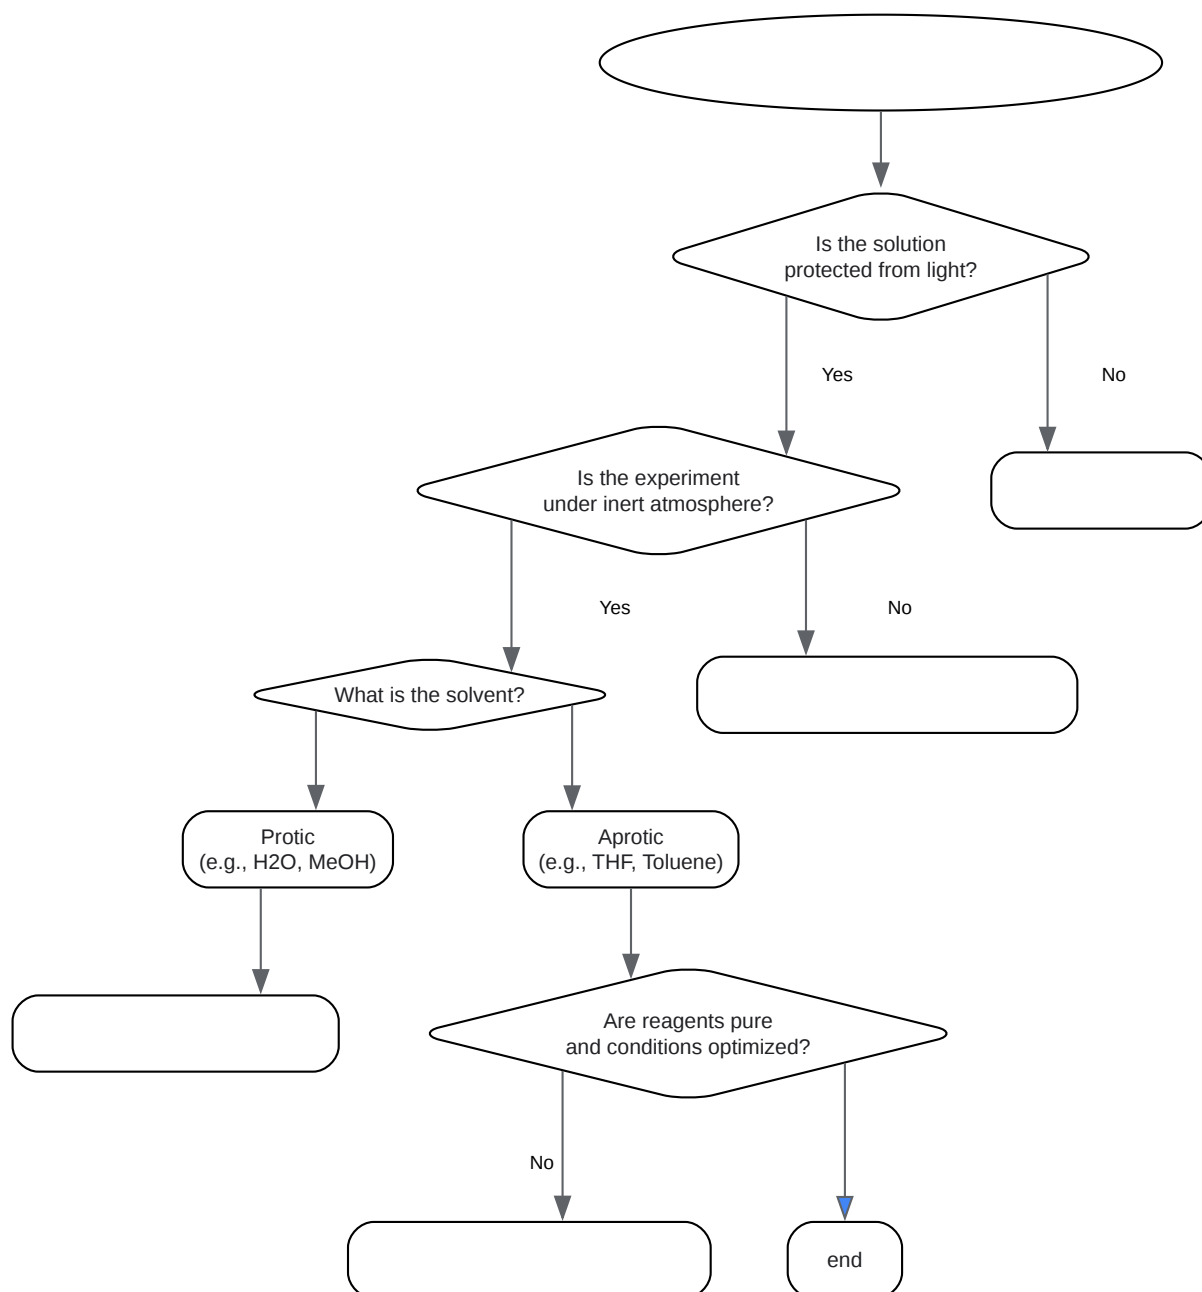 Is the solution
protected from light?
Yes
No
Is the experiment
under inert atmosphere?
Yes
No
What is the solvent?
Protic
(e.g., H2O, MeOH)
Aprotic
(e.g., THF, Toluene)
Are reagents pure
and conditions optimized?
No
end